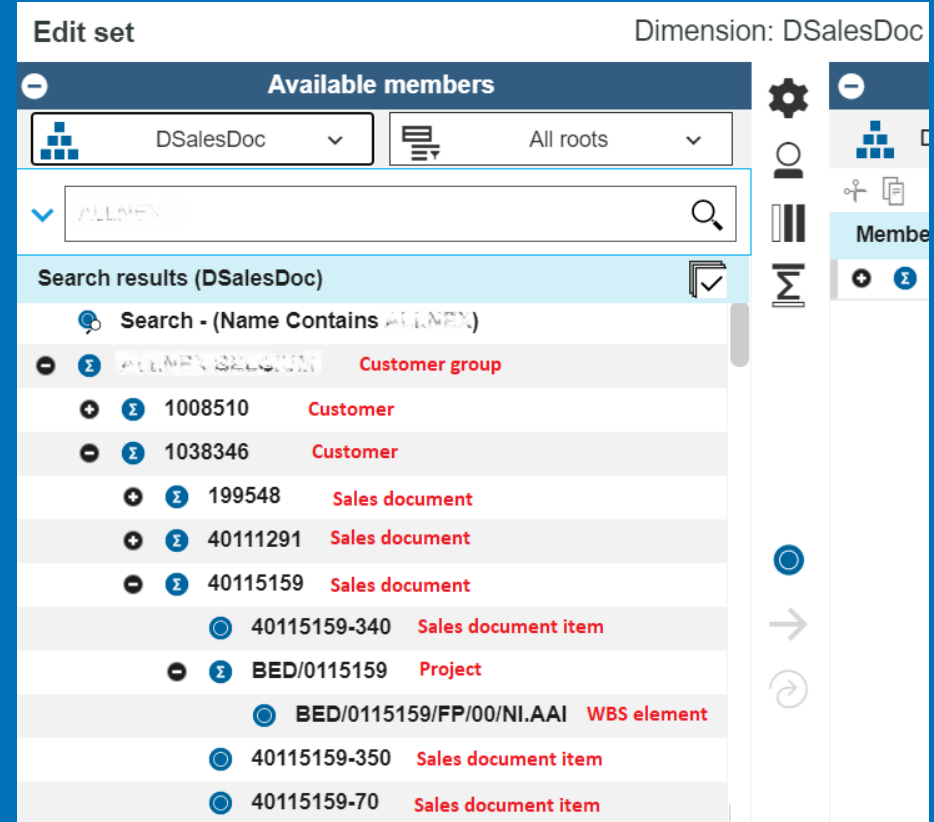 Edit set
Dimension: DSalesDoc
Available members
DSalesDoc
All roots
Search results (DSalesDoc)
Membe
Search - (Name Contains )
Customer group
1008510 Customer
1038346 Customer
199548 Sales document
40111291 Sales document
40115159 Sales document
40115159-340 Sales document item
BED/0115159 Project
BED/0115159/FP/00/NI.AAI WBS element
40115159-350 Sales document item
40115159-70 Sales document item